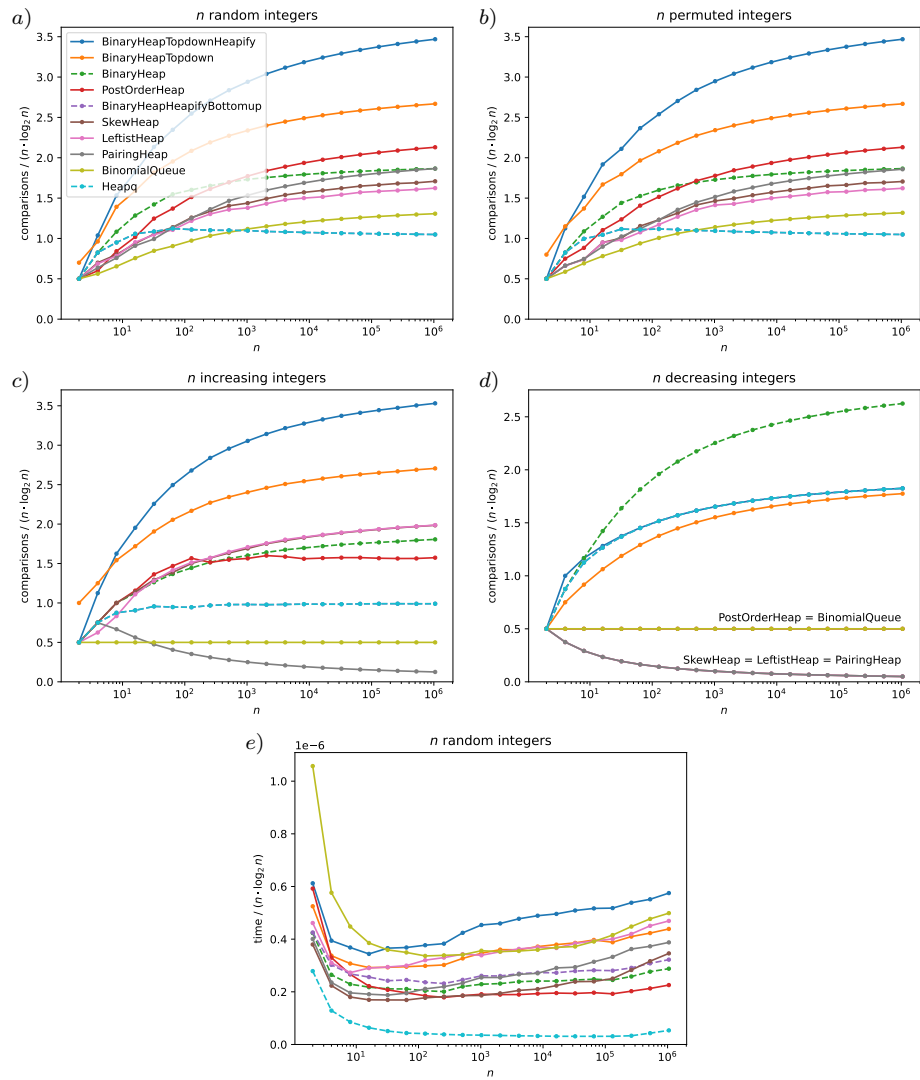 a)
n random integers
comparisons / (n · log₂ n)
3.5
3.0
2.5
2.0
1.5
1.0
0.5
0.0
BinaryHeapTopdownHeapify
BinaryHeapTopdown
BinaryHeap
PostOrderHeap
BinaryHeapHeapifyBottomup
SkewHeap
LeftistHeap
PairingHeap
BinomialQueue
Heapq
10¹ 10² 10³ 10⁴ 10⁵ 10⁶
n
b)
n permuted integers
comparisons / (n · log₂ n)
3.5
3.0
2.5
2.0
1.5
1.0
0.5
0.0
10¹ 10² 10³ 10⁴ 10⁵ 10⁶
n
c)
n increasing integers
comparisons / (n · log₂ n)
3.5
3.0
2.5
2.0
1.5
1.0
0.5
0.0
10¹ 10² 10³ 10⁴ 10⁵ 10⁶
n
d)
n decreasing integers
comparisons / (n · log₂ n)
2.5
2.0
1.5
1.0
0.5
0.0
PostOrderHeap = BinomialQueue
SkewHeap = LeftistHeap = PairingHeap
10¹ 10² 10³ 10⁴ 10⁵ 10⁶
n
e)
n random integers
1e−6
time / (n · log₂ n)
1.0
0.8
0.6
0.4
0.2
0.0
10¹ 10² 10³ 10⁴ 10⁵ 10⁶
n